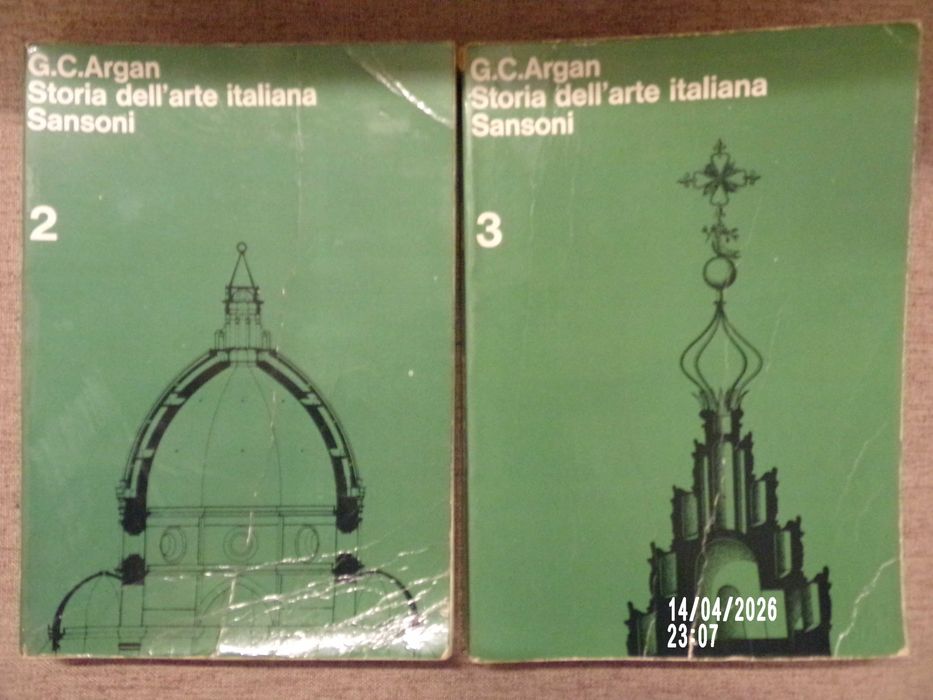 G.C.Argan
Storia dell'arte italiana
Sansoni
2
G.C.Argan
Storia dell'arte italiana
Sansoni
3
14/04/2026
23:07